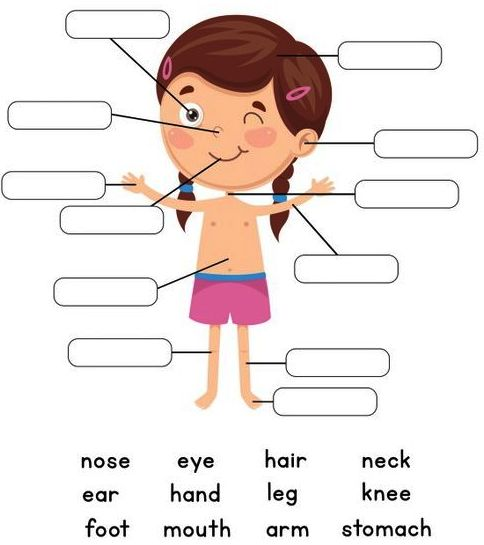 nose eye hair neck
ear hand leg knee
foot mouth arm stomach